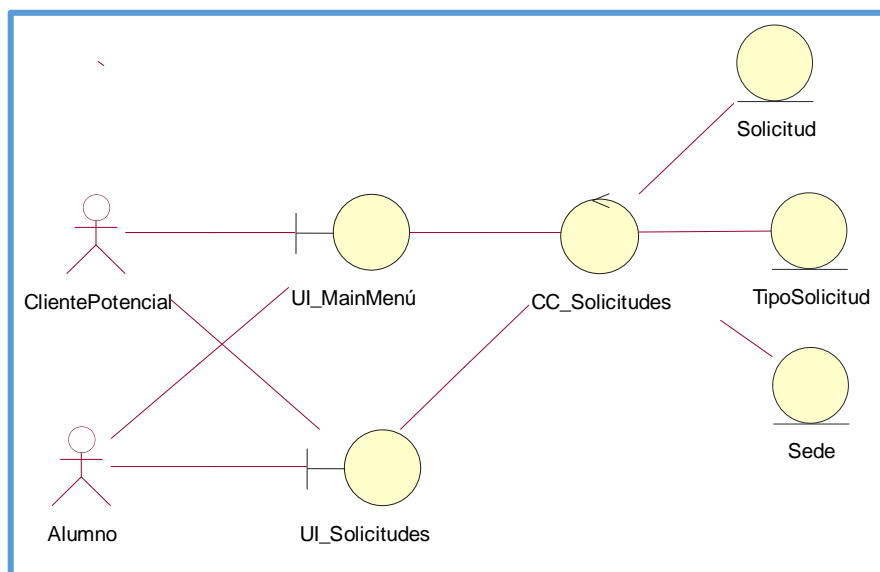 Solicitud
ClientePotencial
UI_MainMenú
CC_Solicitudes
TipoSolicitud
Sede
Alumno
UI_Solicitudes